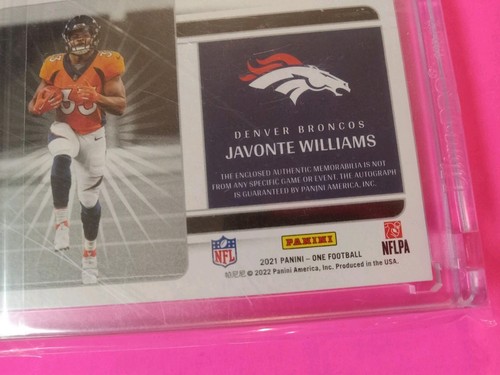 33
DENVER BRONCOS
JAVONTE WILLIAMS
THE ENCLOSED AUTHENTIC MEMORABILIA IS NOT
FROM ANY SPECIFIC GAME OR EVENT. THE AUTOGRAPH
IS GUARANTEED BY PANINI AMERICA, INC.
NFL
PANINI
NFLPA
2021 PANINI – ONE FOOTBALL
© 2022 Panini America, Inc. Produced in the USA.